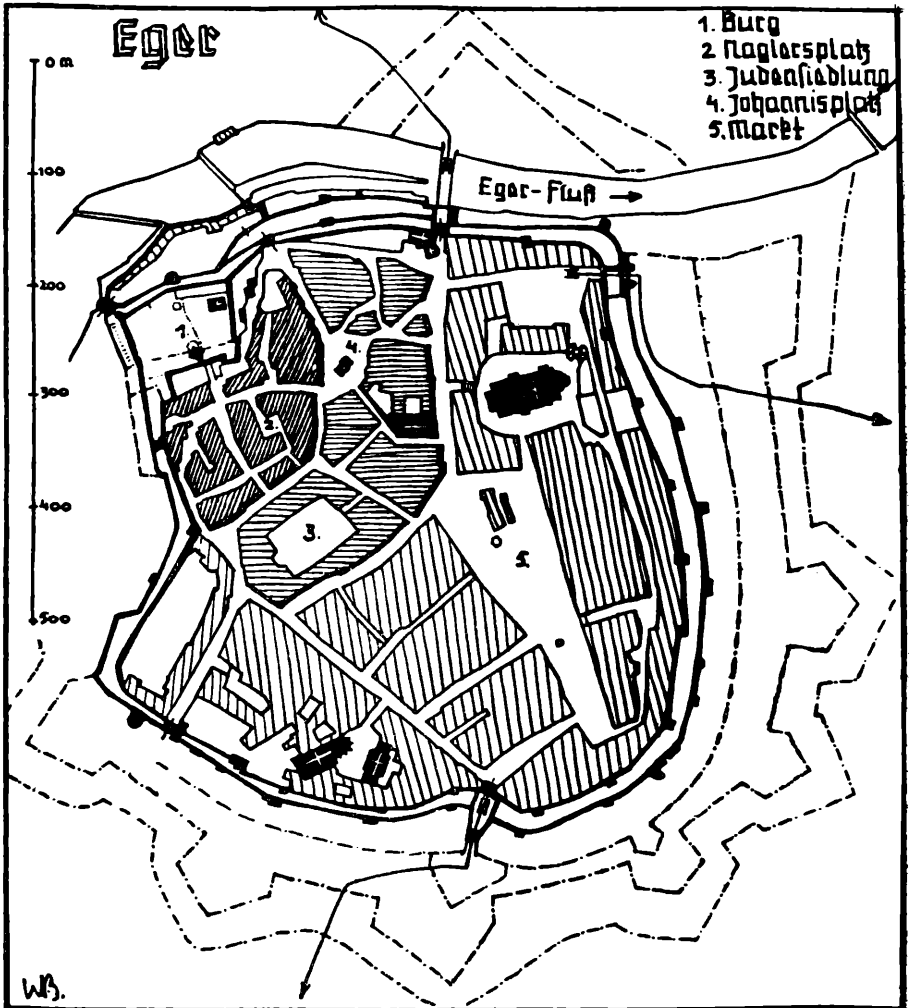 Eger
1. Burg
2 Naglersplatz
3. Judensiedlung
4. Johannisplatz
5. Markt
0 m
100
200
300
400
500
Eger-Fluß
1.
2.
3.
4.
5.
WB.